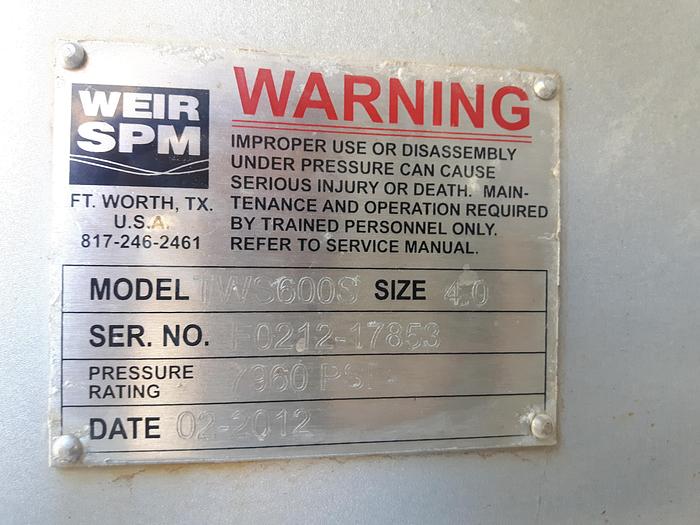 WEIR
SPM
FT. WORTH, TX.
U.S.A.
817-246-2461
WARNING
IMPROPER USE OR DISASSEMBLY
UNDER PRESSURE CAN CAUSE
SERIOUS INJURY OR DEATH. MAIN-
TENANCE AND OPERATION REQUIRED
BY TRAINED PERSONNEL ONLY.
REFER TO SERVICE MANUAL.
MODEL TWS600S SIZE 4.0
SER. NO. F0212-17853
PRESSURE
RATING 7960 PSI
DATE 02-2012